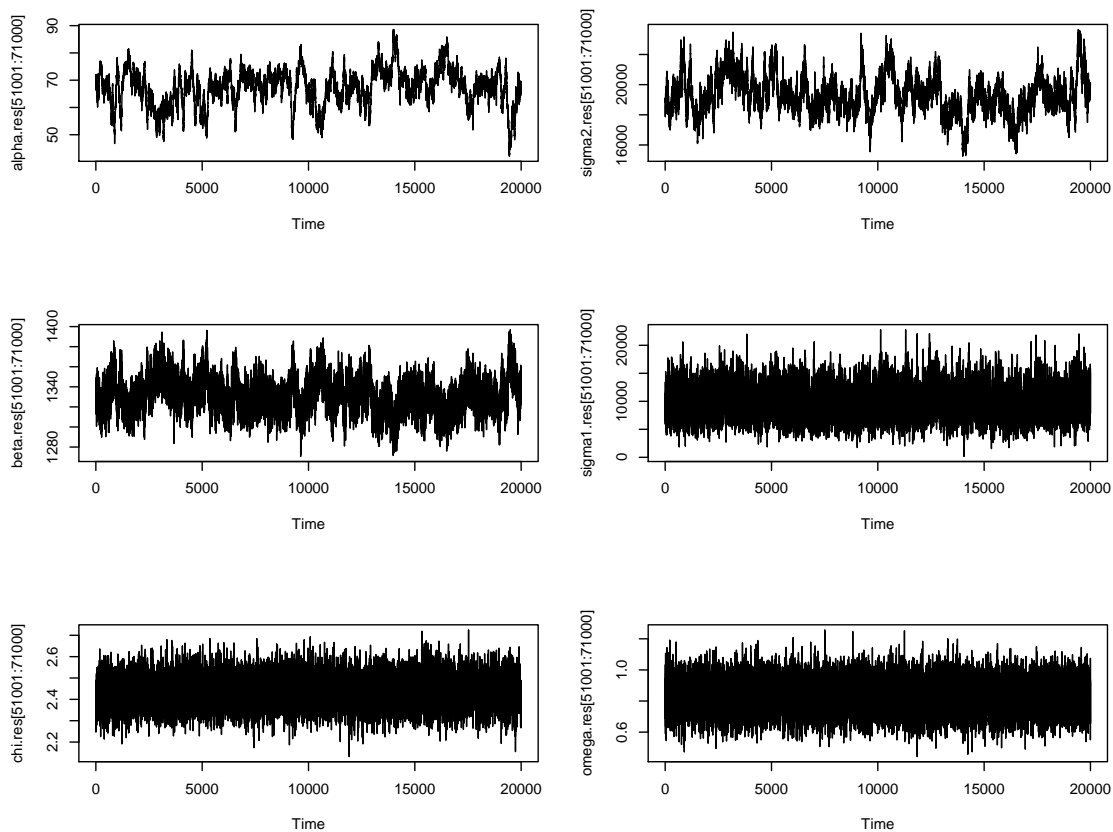 alpha.res[51001:71000]
50 70 90
0 5000 10000 15000 20000
Time
sigma2.res[51001:71000]
16000 20000
0 5000 10000 15000 20000
Time
beta.res[51001:71000]
1280 1340 1400
0 5000 10000 15000 20000
Time
sigma1.res[51001:71000]
0 10000 20000
0 5000 10000 15000 20000
Time
chi.res[51001:71000]
2.2 2.4 2.6
0 5000 10000 15000 20000
Time
omega.res[51001:71000]
0.6 1.0
0 5000 10000 15000 20000
Time